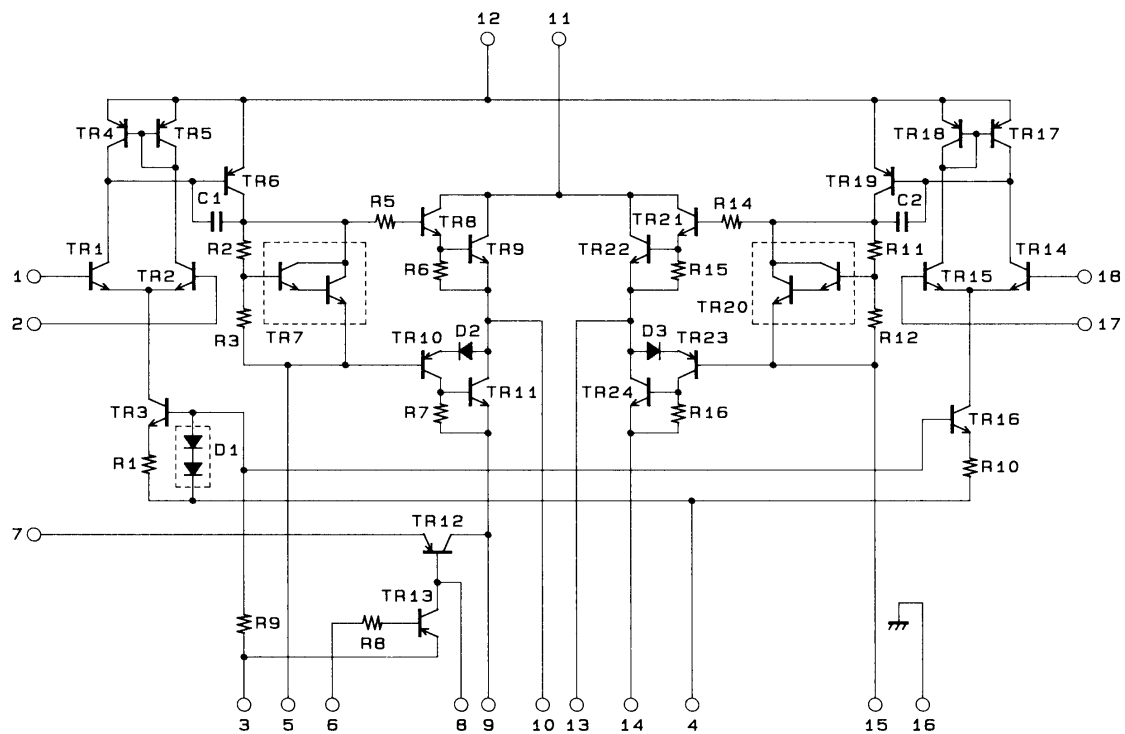 12 11
TR4 TR5 TR18 TR17
TR6 TR19
C1 C2
R5 TR8 TR21 R14
TR1 TR2 R2 TR9 TR22 R11 TR15 TR14
1 R6 R15 TR20 18
2 R3 TR7 17
TR10 D2 D3 TR23 R12
TR11 TR24
TR3 R7 R16 TR16
R1 D1 R10
7 TR12
TR13
R9 R8
3 5 6 8 9 10 13 14 4 15 16